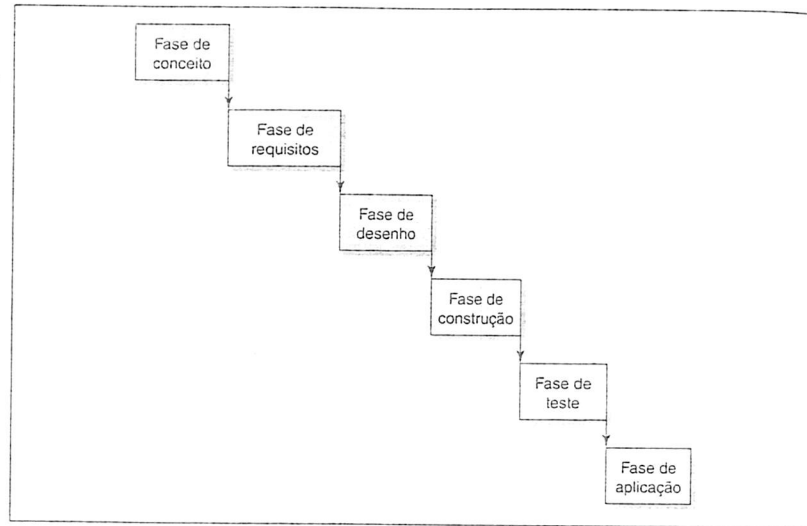 Fase de
conceito
Fase de
requisitos
Fase de
desenho
Fase de
construção
Fase de
teste
Fase de
aplicação